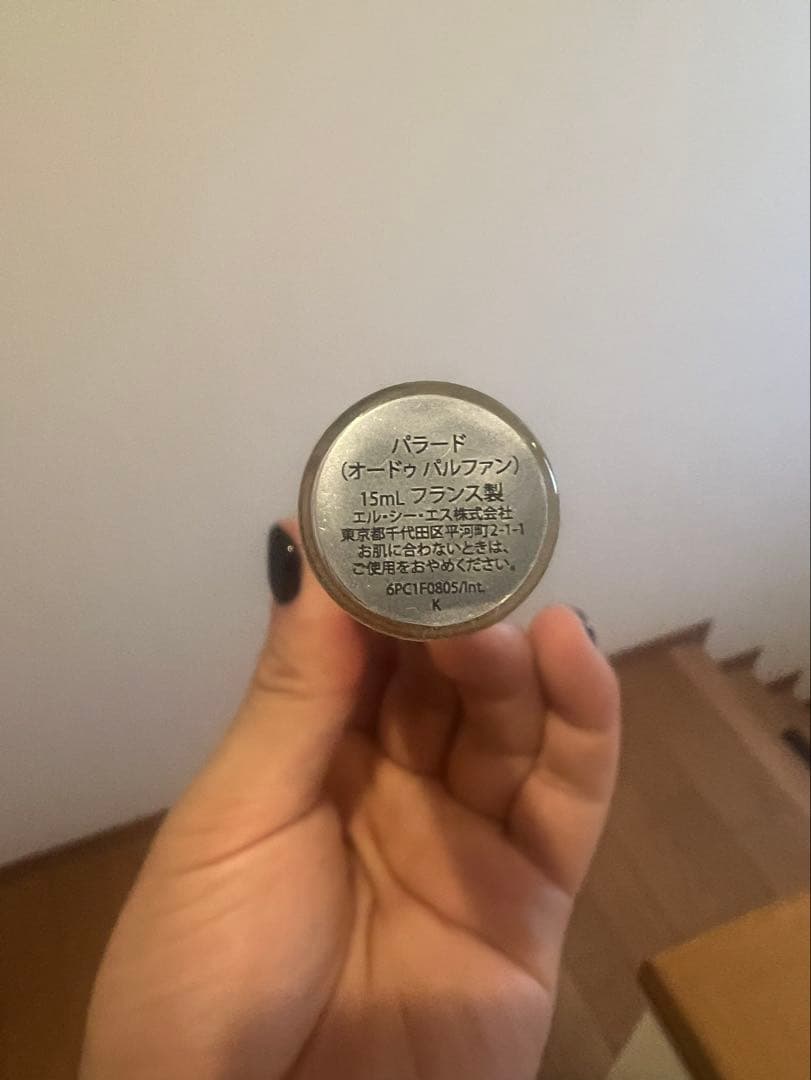 パラード
(オードゥ パルファン)
15mL フランス製
エル・シー・エス株式会社
東京都千代田区平河町2-1-1
お肌に合わないときは、
ご使用をおやめください。
6PC1F0805/Int.
K